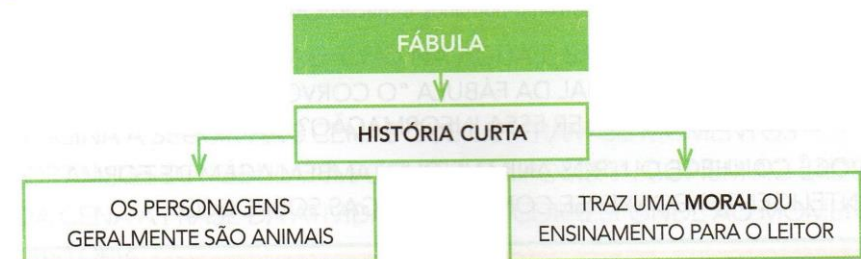 FÁBULA
HISTÓRIA CURTA
OS PERSONAGENS
GERALMENTE SÃO ANIMAIS
TRAZ UMA MORAL OU
ENSINAMENTO PARA O LEITOR